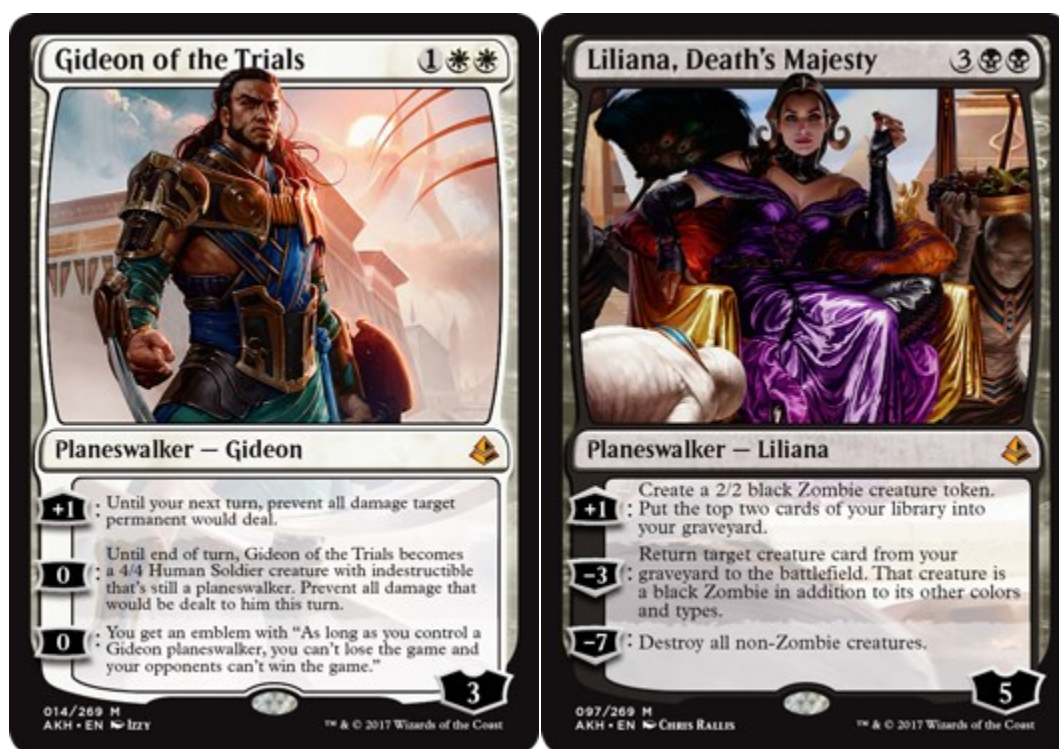 Gideon of the Trials 1
Planeswalker — Gideon
+1 : Until your next turn, prevent all damage target
permanent would deal.
Until end of turn, Gideon of the Trials becomes
0 : a 4/4 Human Soldier creature with indestructible
that's still a planeswalker. Prevent all damage that
would be dealt to him this turn.
0 : You get an emblem with “As long as you control a
Gideon planeswalker, you can't lose the game and
your opponents can't win the game.”
3
014/269 M
AKH • EN Izzy
™ & © 2017 Wizards of the Coast
Liliana, Death's Majesty 3
Planeswalker — Liliana
Create a 2/2 black Zombie creature token.
+1 : Put the top two cards of your library into
your graveyard.
Return target creature card from your
−3 : graveyard to the battlefield. That creature is
a black Zombie in addition to its other colors
and types.
−7 : Destroy all non-Zombie creatures.
5
097/269 M
AKH • EN Chris Rallis
™ & © 2017 Wizards of the Coast